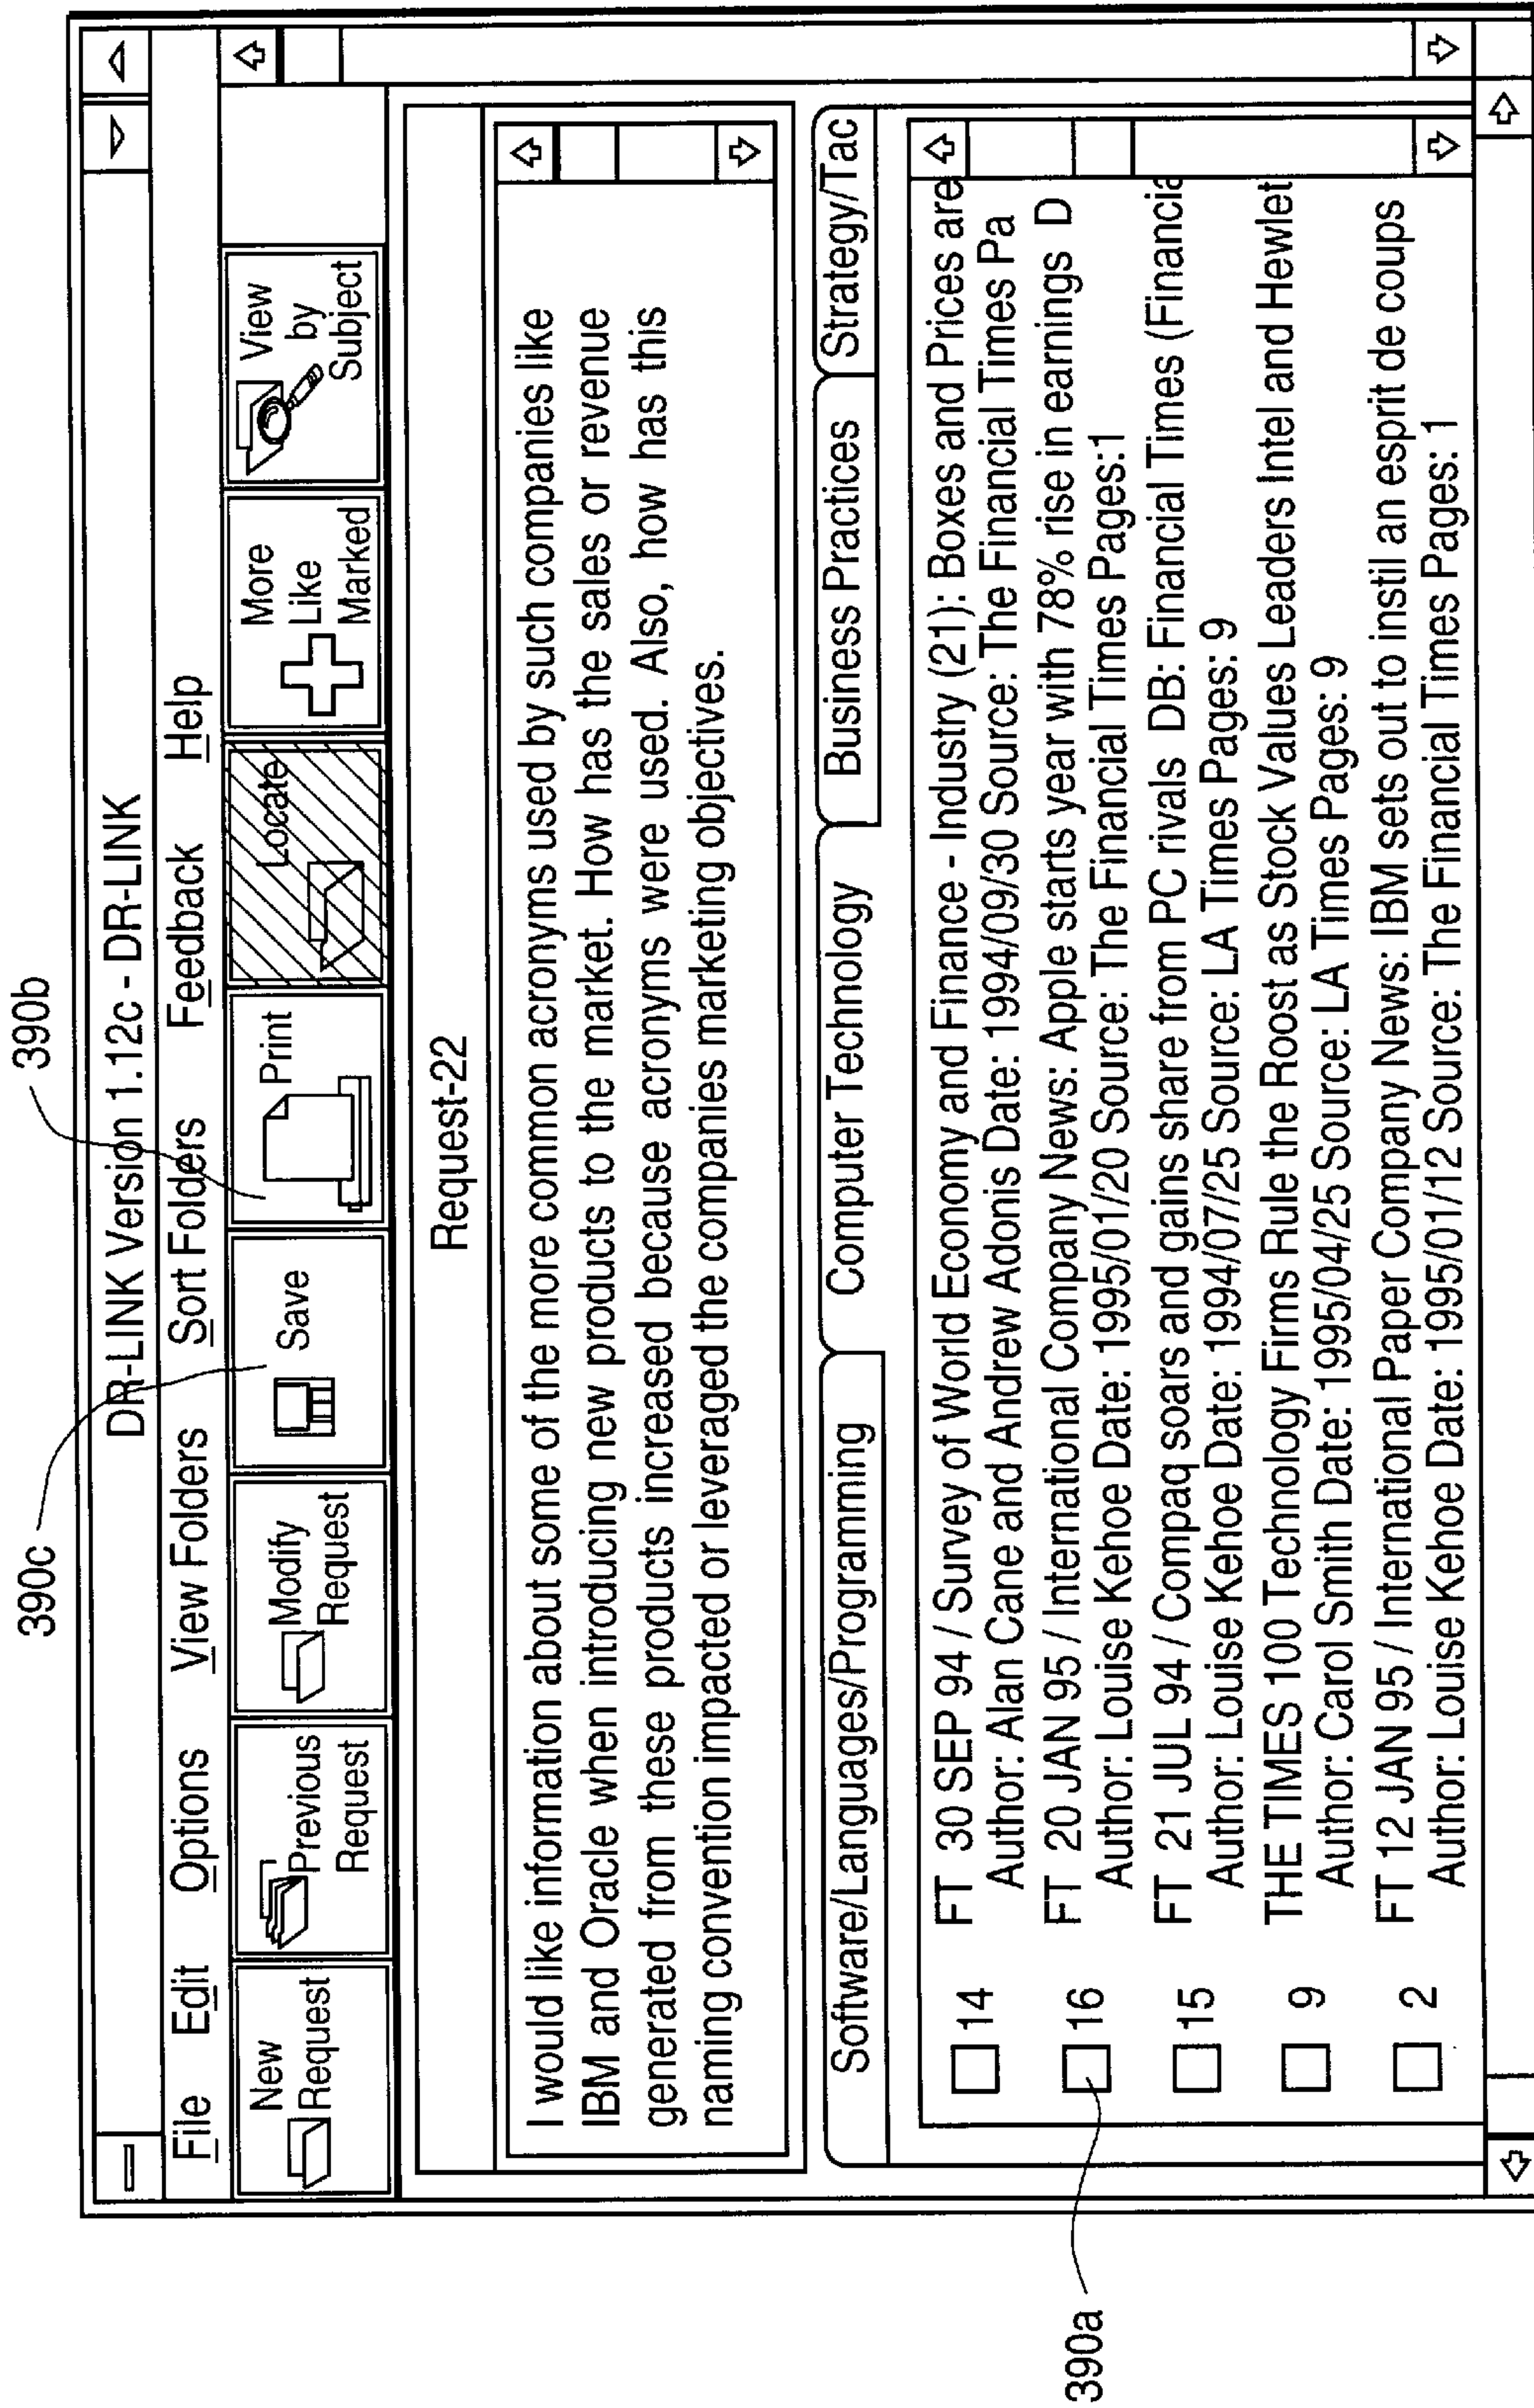 390c
390b
DR-LINK Version 1.12c - DR-LINK
File Edit Options View Folders Sort Folders Feedback Help
New Request
Previous Request
Modify Request
Save
Print
Locate
More Like Marked
View by Subject
Request-22
I would like information about some of the more common acronyms used by such companies like
IBM and Oracle when introducing new products to the market. How has the sales or revenue
generated from these products increased because acronyms were used. Also, how has this
naming convention impacted or leveraged the companies marketing objectives.
Software/Languages/Programming Computer Technology Business Practices Strategy/Tac
14 FT 30 SEP 94 / Survey of World Economy and Finance - Industry (21): Boxes and Prices are
Author: Alan Cane and Andrew Adonis Date: 1994/09/30 Source: The Financial Times Pa
16 FT 20 JAN 95 / International Company News: Apple starts year with 78% rise in earnings D
Author: Louise Kehoe Date: 1995/01/20 Source: The Financial Times Pages:1
15 FT 21 JUL 94 / Compaq soars and gains share from PC rivals DB: Financial Times (Financia
Author: Louise Kehoe Date: 1994/07/25 Source: LA Times Pages: 9
9 THE TIMES 100 Technology Firms Rule the Roost as Stock Values Leaders Intel and Hewlet
Author: Carol Smith Date: 1995/04/25 Source: LA Times Pages: 9
2 FT 12 JAN 95 / International Paper Company News: IBM sets out to instil an esprit de coups
Author: Louise Kehoe Date: 1995/01/12 Source: The Financial Times Pages: 1
390a